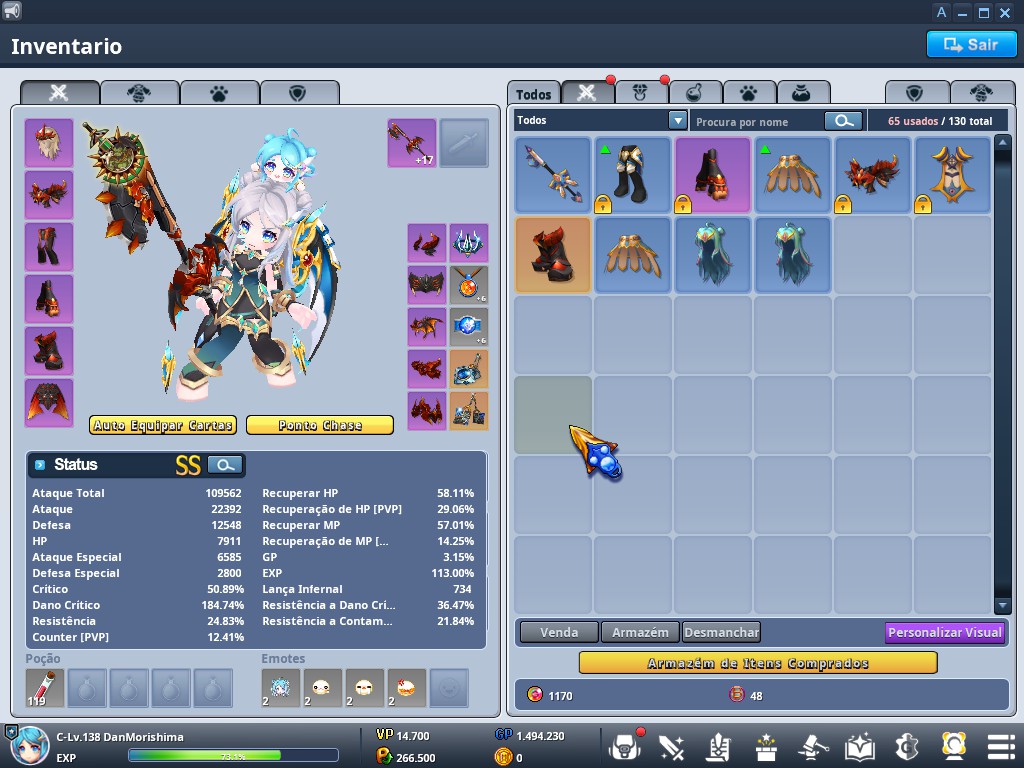 A
Inventario
Sair
Todos
Todos
Procura por nome
65 usados / 130 total
+17
+6
+6
Auto Equipar Cartas
Ponto Chase
Status
SS
Ataque Total 109562
Ataque 22392
Defesa 12548
HP 7911
Ataque Especial 6585
Defesa Especial 2800
Crítico 50.89%
Dano Crítico 184.74%
Resistência 24.83%
Counter [PVP] 12.41%
Recuperar HP 58.11%
Recuperação de HP [PVP] 29.06%
Recuperar MP 57.01%
Recuperação de MP [... 14.25%
GP 3.15%
EXP 113.00%
Lança Infernal 734
Resistência a Dano Crí... 36.47%
Resistência a Contam... 21.84%
Poção
119
Emotes
2
2
2
2
Venda
Armazém
Desmanchar
Personalizar Visual
Armazém de Itens Comprados
1170
48
C-Lv.138 DanMorishima
EXP
73.1%
VP 14.700
GP 1.494.230
266.500
0